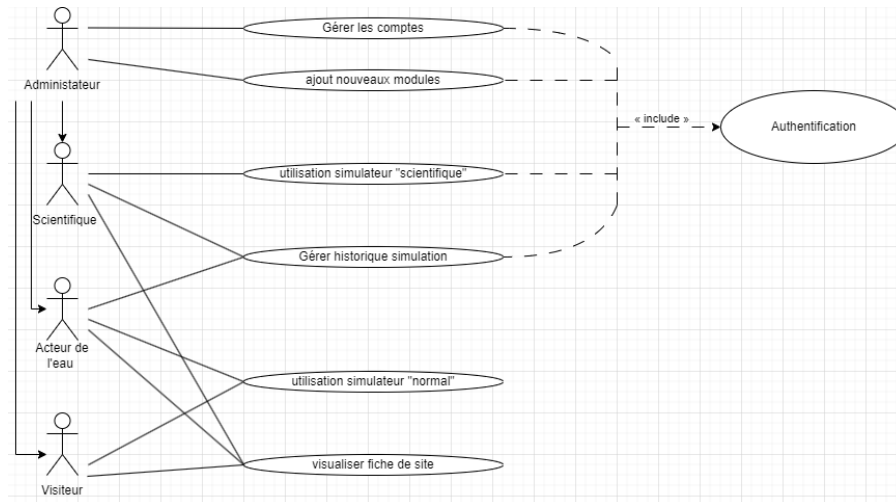 Gérer les comptes
Administateur
ajout nouveaux modules
« include »
Authentification
utilisation simulateur "scientifique"
Scientifique
Gérer historique simulation
Acteur de
l'eau
utilisation simulateur "normal"
visualiser fiche de site
Visiteur